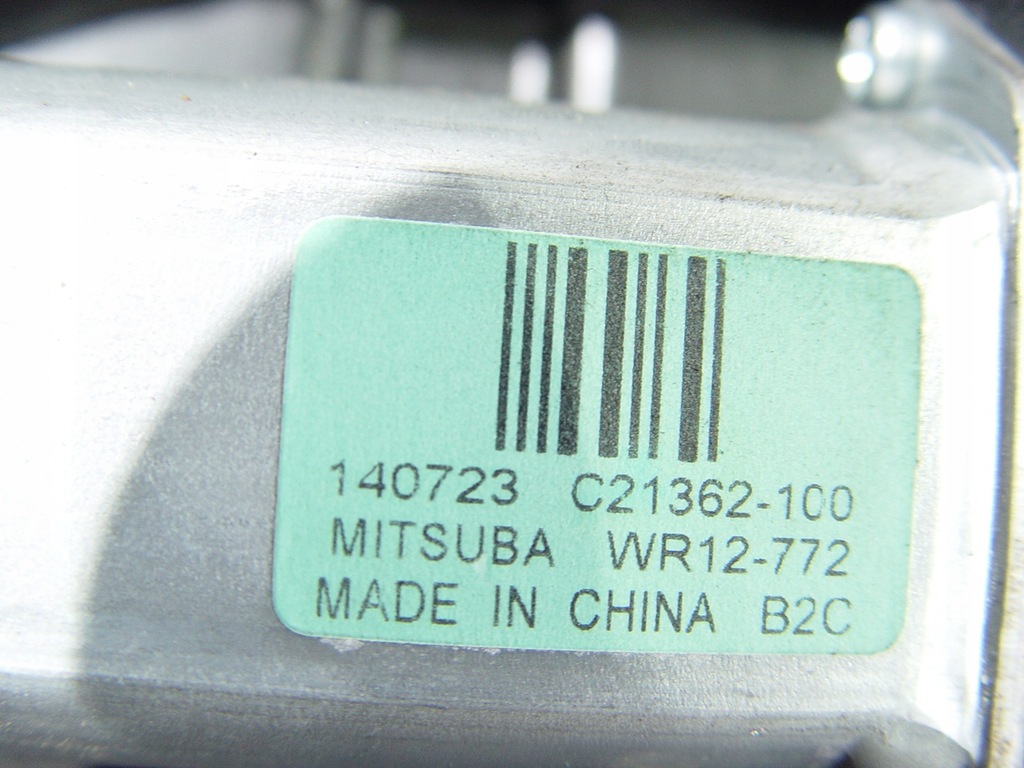 140723 C21362-100
MITSUBA WR12-772
MADE IN CHINA B2C